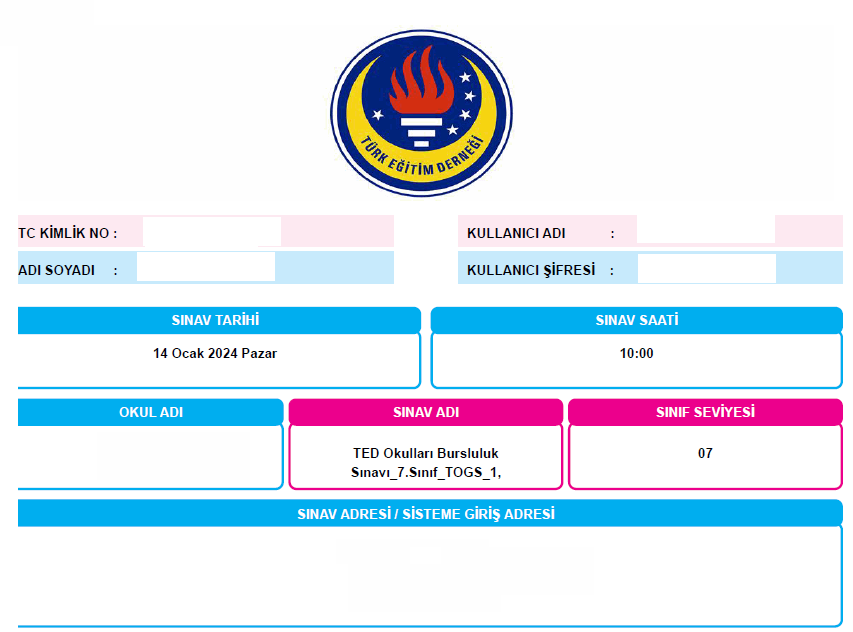 TÜRK EĞİTİM DERNEĞİ
TC KİMLİK NO :
KULLANICI ADI :
ADI SOYADI :
KULLANICI ŞİFRESİ :
SINAV TARİHİ
SINAV SAATİ
14 Ocak 2024 Pazar
10:00
OKUL ADI
SINAV ADI
SINIF SEVİYESİ
TED Okulları Bursluluk
Sınavı_7.Sınıf_TOGS_1,
07
SINAV ADRESİ / SİSTEME GİRİŞ ADRESİ